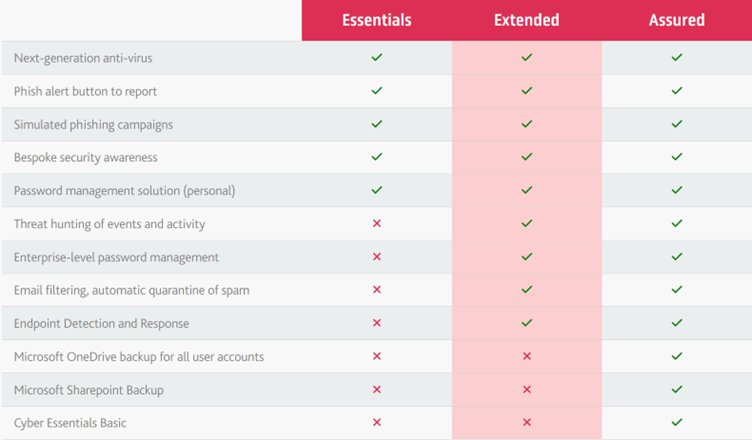 Essentials Extended Assured
Next-generation anti-virus ✓ ✓ ✓
Phish alert button to report ✓ ✓ ✓
Simulated phishing campaigns ✓ ✓ ✓
Bespoke security awareness ✓ ✓ ✓
Password management solution (personal) ✓ ✓ ✓
Threat hunting of events and activity ✕ ✓ ✓
Enterprise-level password management ✕ ✓ ✓
Email filtering, automatic quarantine of spam ✕ ✓ ✓
Endpoint Detection and Response ✕ ✓ ✓
Microsoft OneDrive backup for all user accounts ✕ ✕ ✓
Microsoft Sharepoint Backup ✕ ✕ ✓
Cyber Essentials Basic ✕ ✕ ✓